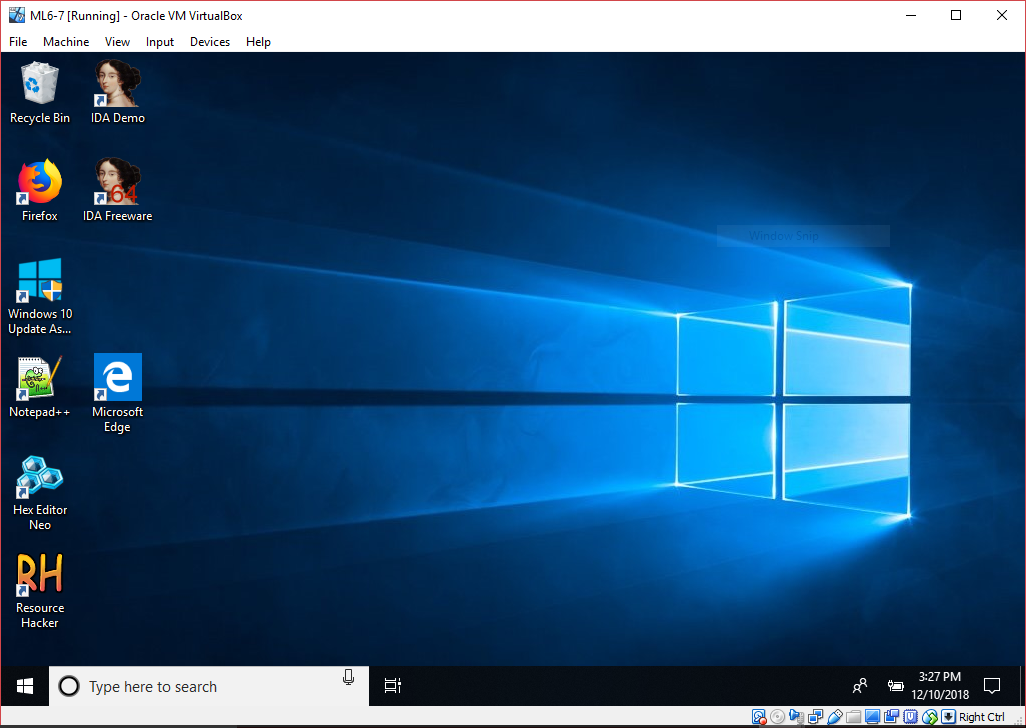 ML6-7 [Running] - Oracle VM VirtualBox
File Machine View Input Devices Help
Recycle Bin
IDA Demo
Firefox
64
IDA Freeware
Window Snip
Windows 10
Update As...
Notepad++
Microsoft
Edge
Hex Editor
Neo
RH
Resource
Hacker
Type here to search
3:27 PM
12/10/2018
Right Ctrl